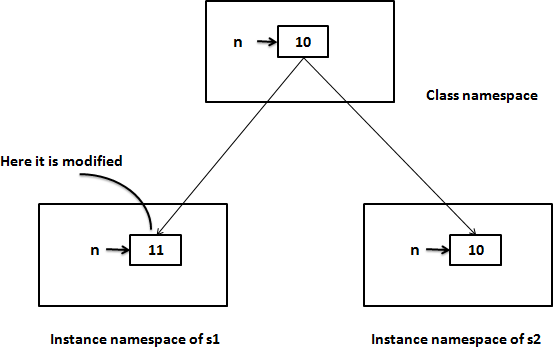 n
10
Class namespace
Here it is modified
n
11
n
10
Instance namespace of s1
Instance namespace of s2